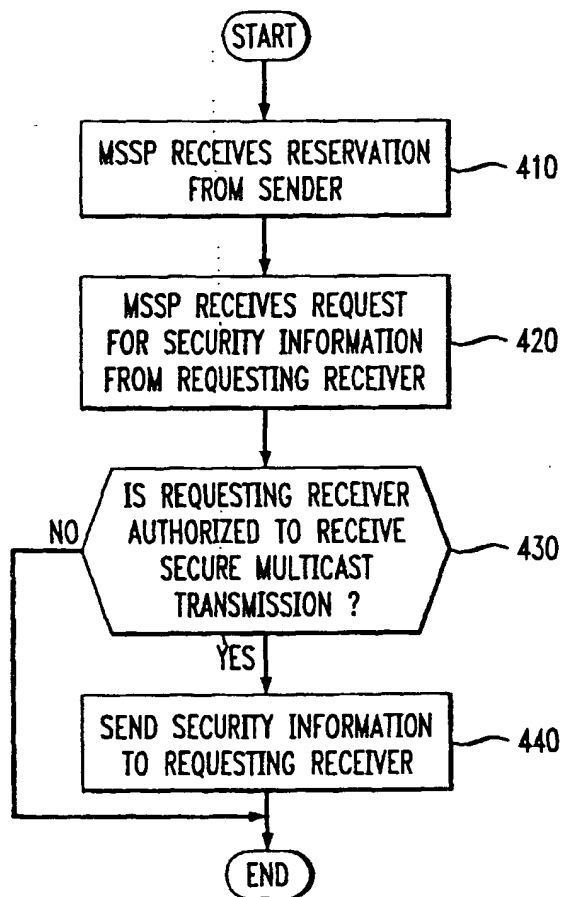 START
MSSP RECEIVES RESERVATION
FROM SENDER
410
MSSP RECEIVES REQUEST
FOR SECURITY INFORMATION
FROM REQUESTING RECEIVER
420
IS REQUESTING RECEIVER
AUTHORIZED TO RECEIVE
SECURE MULTICAST
TRANSMISSION ?
430
NO
YES
SEND SECURITY INFORMATION
TO REQUESTING RECEIVER
440
END